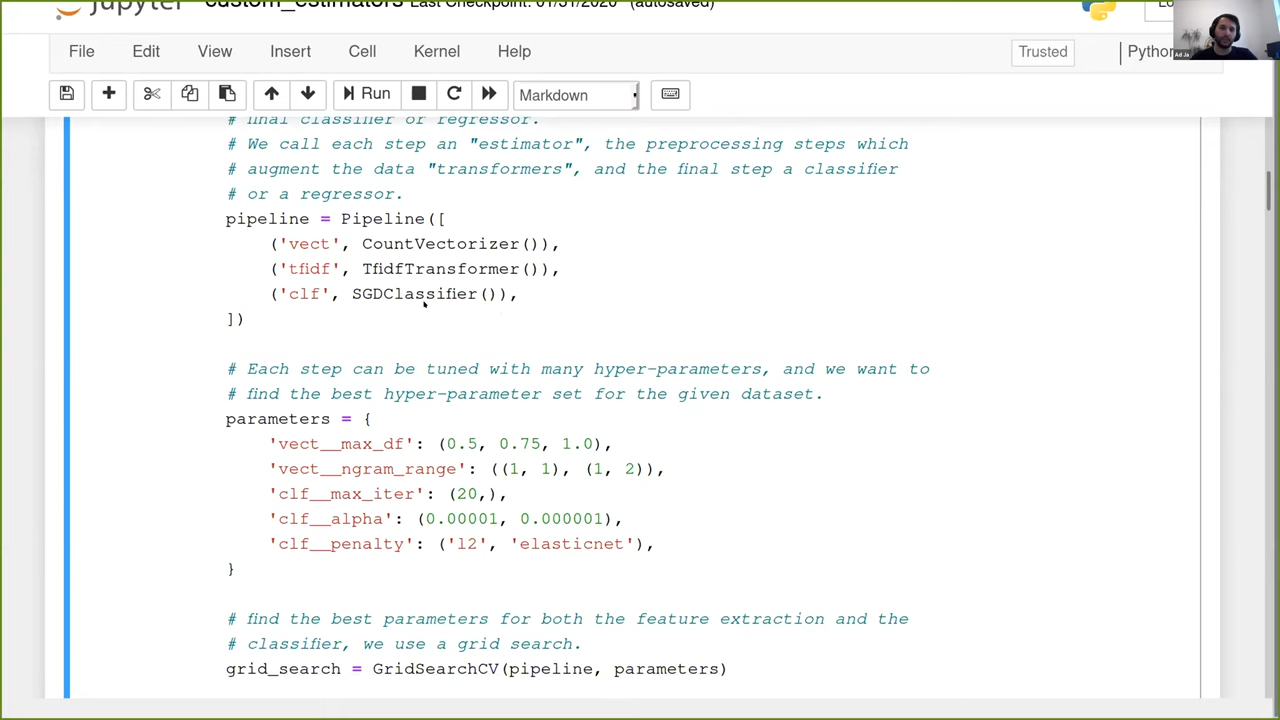 jupyter custom_estimators Last Checkpoint: 01/31/2020 (autosaved)
File Edit View Insert Cell Kernel Help Trusted Python
Run Markdown
# final classifier or regressor.
# We call each step an "estimator", the preprocessing steps which
# augment the data "transformers", and the final step a classifier
# or a regressor.
pipeline = Pipeline([
('vect', CountVectorizer()),
('tfidf', TfidfTransformer()),
('clf', SGDClassifier()),
])
# Each step can be tuned with many hyper-parameters, and we want to
# find the best hyper-parameter set for the given dataset.
parameters = {
'vect__max_df': (0.5, 0.75, 1.0),
'vect__ngram_range': ((1, 1), (1, 2)),
'clf__max_iter': (20,),
'clf__alpha': (0.00001, 0.000001),
'clf__penalty': ('l2', 'elasticnet'),
}
# find the best parameters for both the feature extraction and the
# classifier, we use a grid search.
grid_search = GridSearchCV(pipeline, parameters)